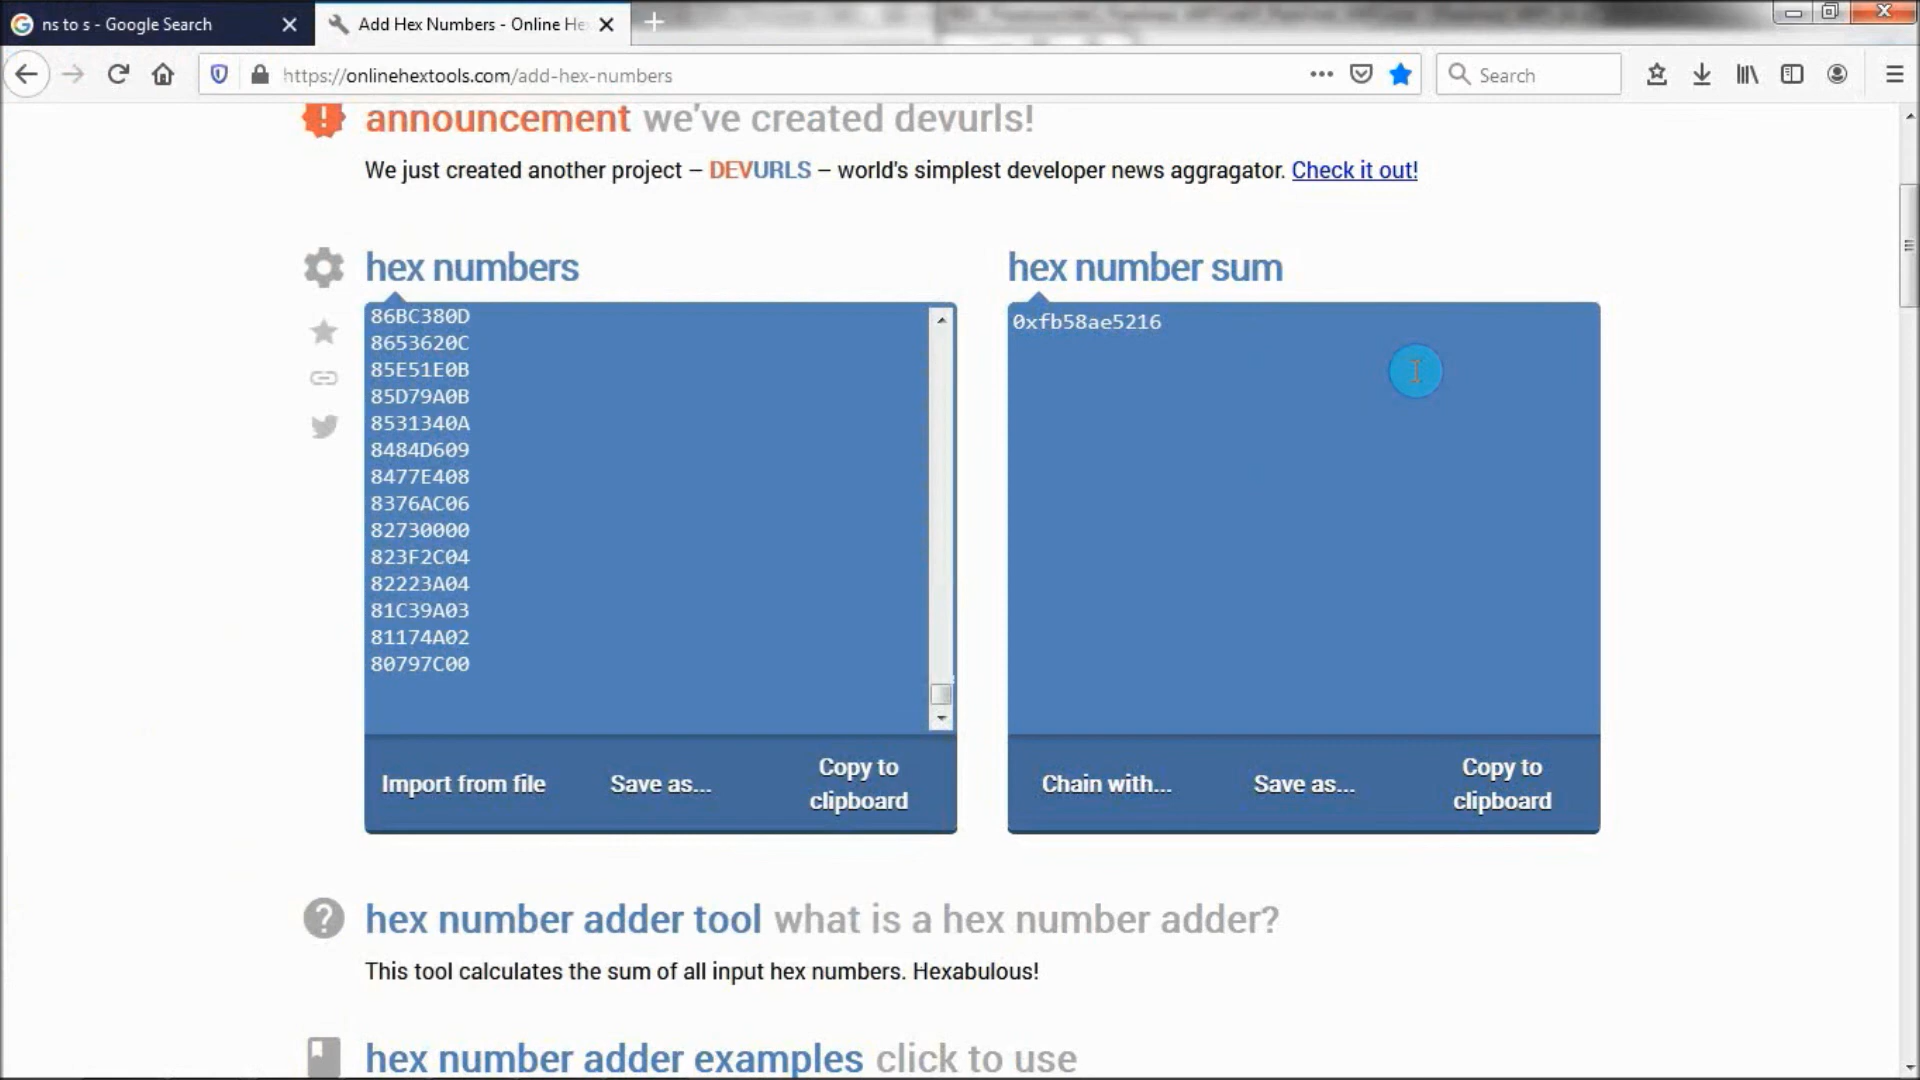 ns to s - Google Search
Add Hex Numbers - Online He
https://onlinehextools.com/add-hex-numbers
Search
announcement we've created devurls!
We just created another project – DEVURLS – world's simplest developer news aggragator. Check it out!
hex numbers
86BC380D
8653620C
85E51E0B
85D79A0B
8531340A
8484D609
8477E408
8376AC06
82730000
823F2C04
82223A04
81C39A03
81174A02
80797C00
Import from file
Save as...
Copy to
clipboard
hex number sum
0xfb58ae5216
Chain with...
Save as...
Copy to
clipboard
hex number adder tool what is a hex number adder?
This tool calculates the sum of all input hex numbers. Hexabulous!
hex number adder examples click to use